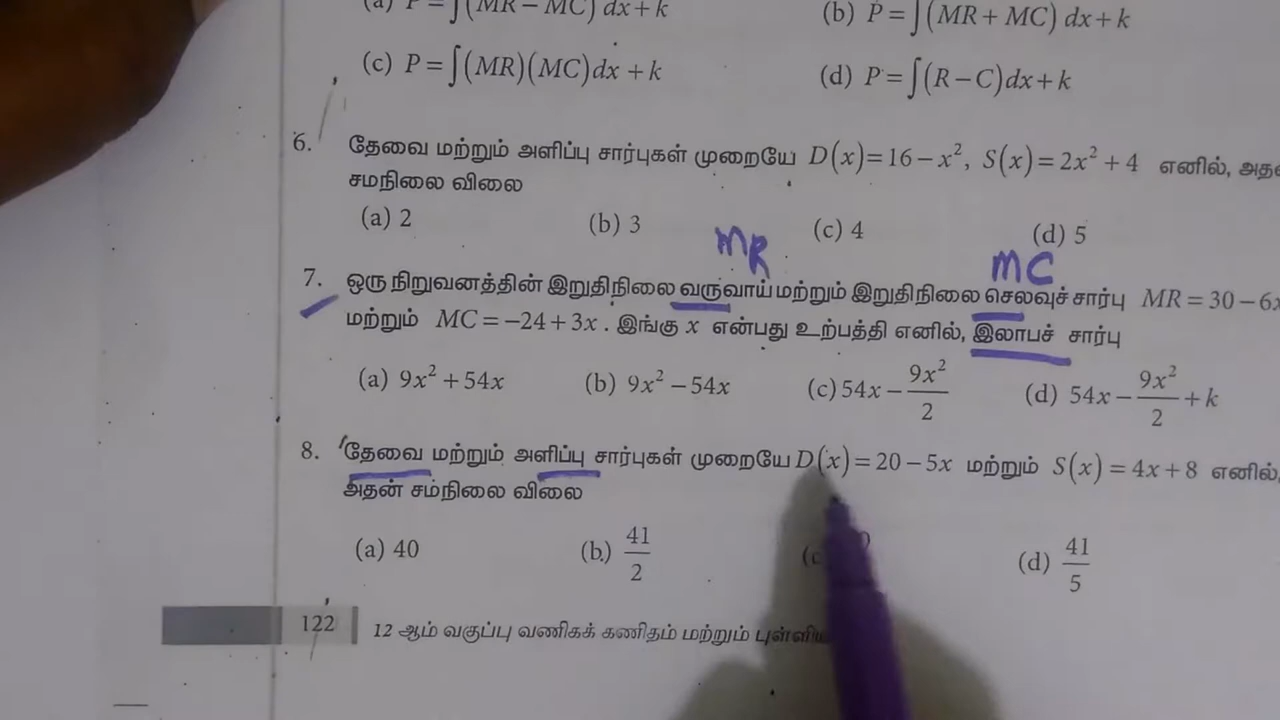 (a) P = ∫(MR − MC) dx + k (b) P = ∫(MR + MC) dx + k
(c) P = ∫(MR)(MC)dx + k (d) P = ∫(R − C)dx + k
6. தேவை மற்றும் அளிப்பு சார்புகள் முறையே D(x) = 16 − x², S(x) = 2x² + 4 எனில்,
சமநிலை விலை
(a) 2 (b) 3 (c) 4 (d) 5
MR MC
7. ஒரு நிறுவனத்தின் இறுதிநிலை வருவாய் மற்றும் இறுதிநிலை செலவுச் சார்பு MR = 30 − 6x
மற்றும் MC = −24 + 3x . இங்கு x என்பது உற்பத்தி எனில், இலாபச் சார்பு
(a) 9x² + 54x (b) 9x² − 54x (c) 54x − 9x²/2 (d) 54x − 9x²/2 + k
8. தேவை மற்றும் அளிப்பு சார்புகள் முறையே D(x) = 20 − 5x மற்றும் S(x) = 4x + 8 எனில்,
அதன் சமநிலை விலை
(a) 40 (b) 41/2 (d) 41/5
122 12 ஆம் வகுப்பு வணிகக் கணிதம் மற்றும்